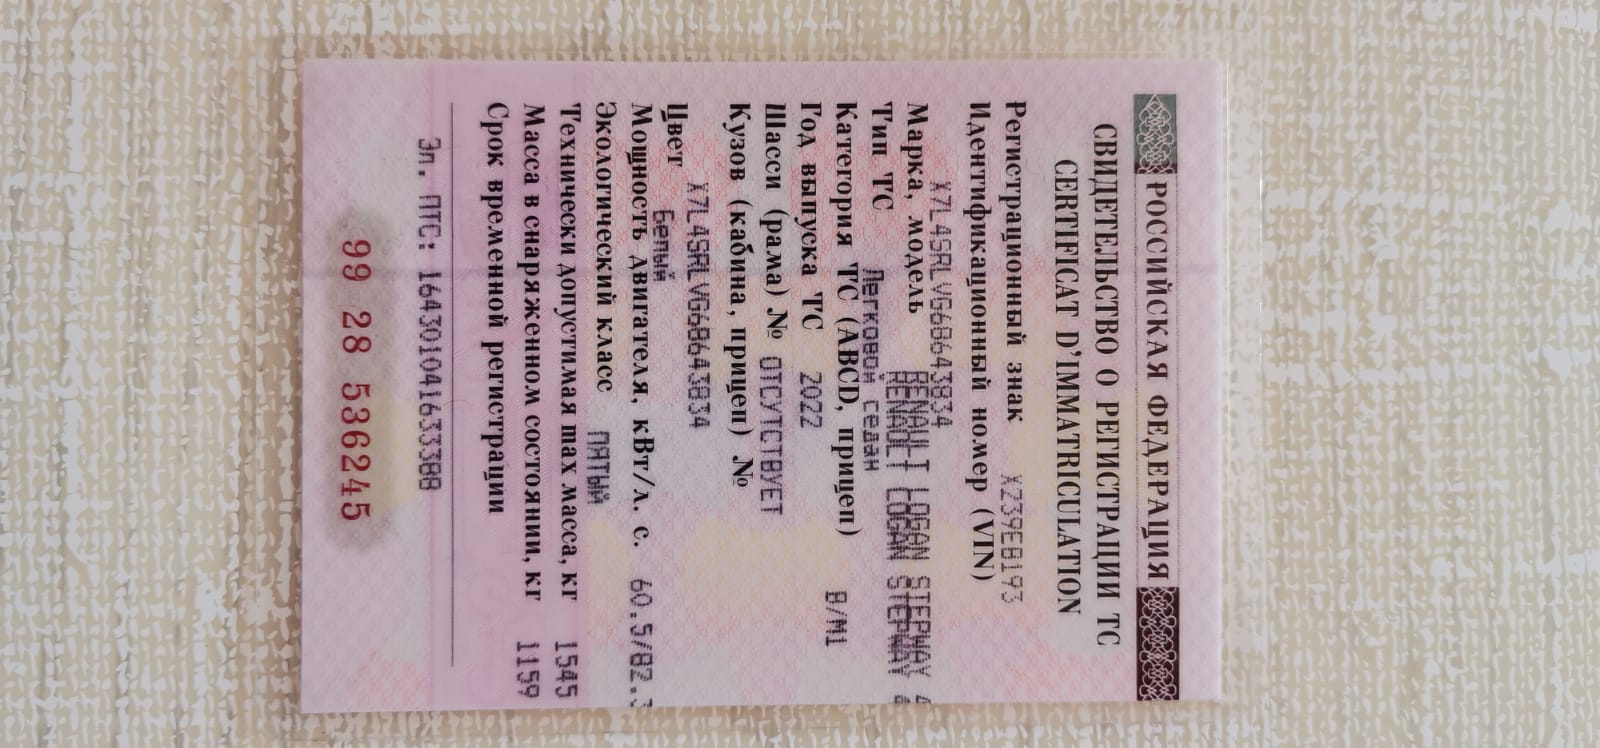 РОССИЙСКАЯ ФЕДЕРАЦИЯ
СВИДЕТЕЛЬСТВО О РЕГИСТРАЦИИ ТС
CERTIFICAT D'IMMATRICULATION
Регистрационный знак Х239ЕВ193
Идентификационный номер (VIN)
X7L4SRLVG68643834
Марка, модель RENAULT LOGAN STEPWAY
Тип ТС Легковой седан
Категория ТС (ABCD, прицеп) B/M1
Год выпуска ТС 2022
Шасси (рама) № ОТСУТСТВУЕТ
Кузов (кабина, прицеп) №
X7L4SRLVG68643834
Цвет Белый
Мощность двигателя, кВт/л. с. 60.5/82.3
Экологический класс ПЯТЫЙ
Технически допустимая max масса, кг 1545
Масса в снаряженном состоянии, кг 1159
Срок временной регистрации
Эл. ПТС: 164301041633388
99 28 536245